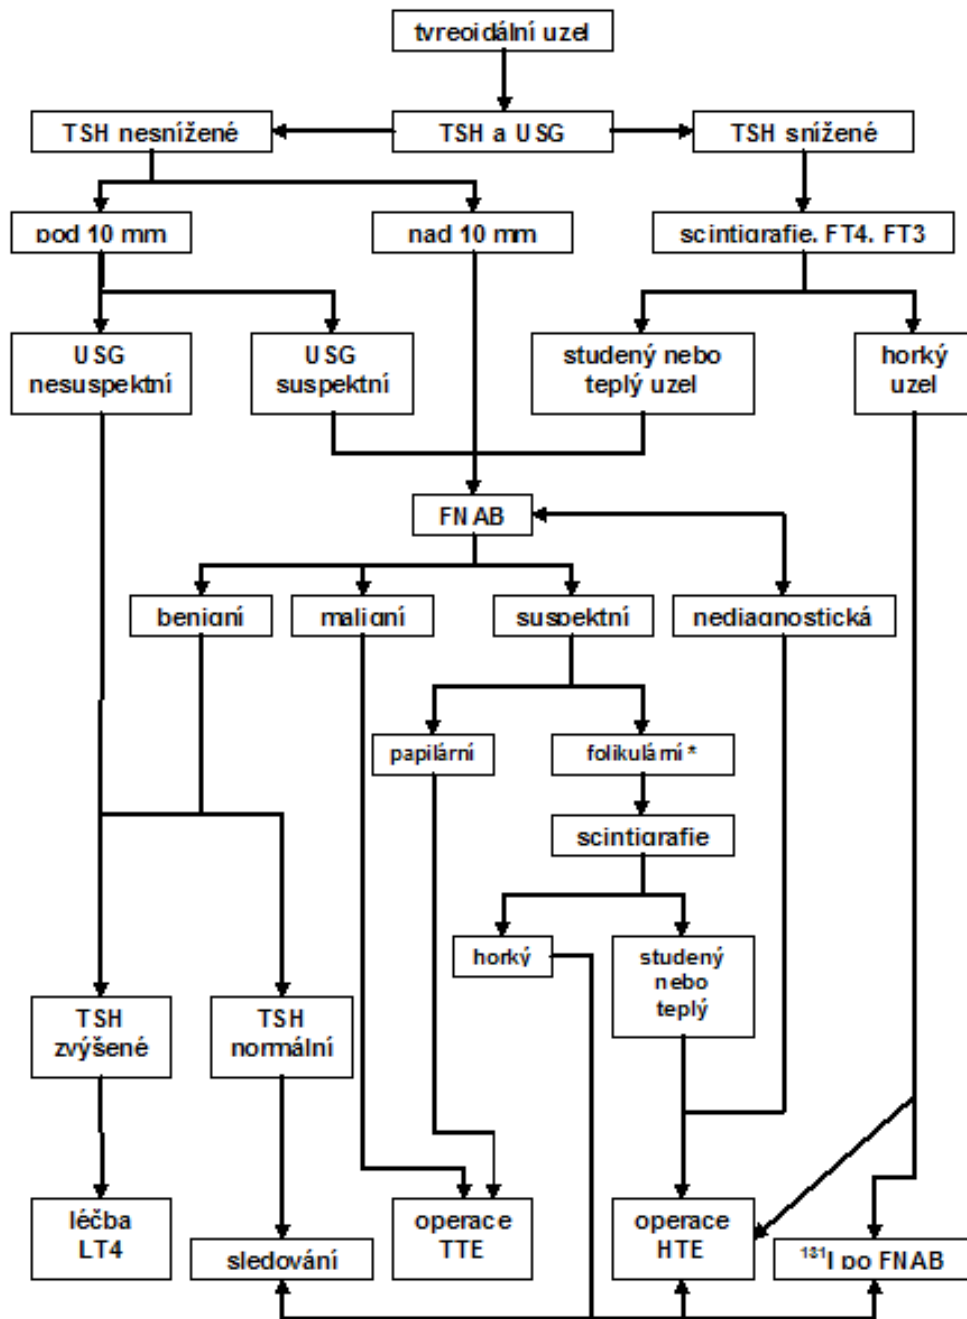 tyreoidální uzel
TSH nesnížené
TSH a USG
TSH snížené
pod 10 mm
nad 10 mm
scintigrafie, FT4, FT3
USG
nesuspektní
USG
suspektní
studený nebo
teplý uzel
horký
uzel
FNAB
benigní
maligní
suspektní
nediagnostická
papilární
folikulární *
scintigrafie
horký
studený
nebo
teplý
TSH
zvýšené
TSH
normální
léčba
LT4
sledování
operace
TTE
operace
HTE
¹³¹I po FNAB